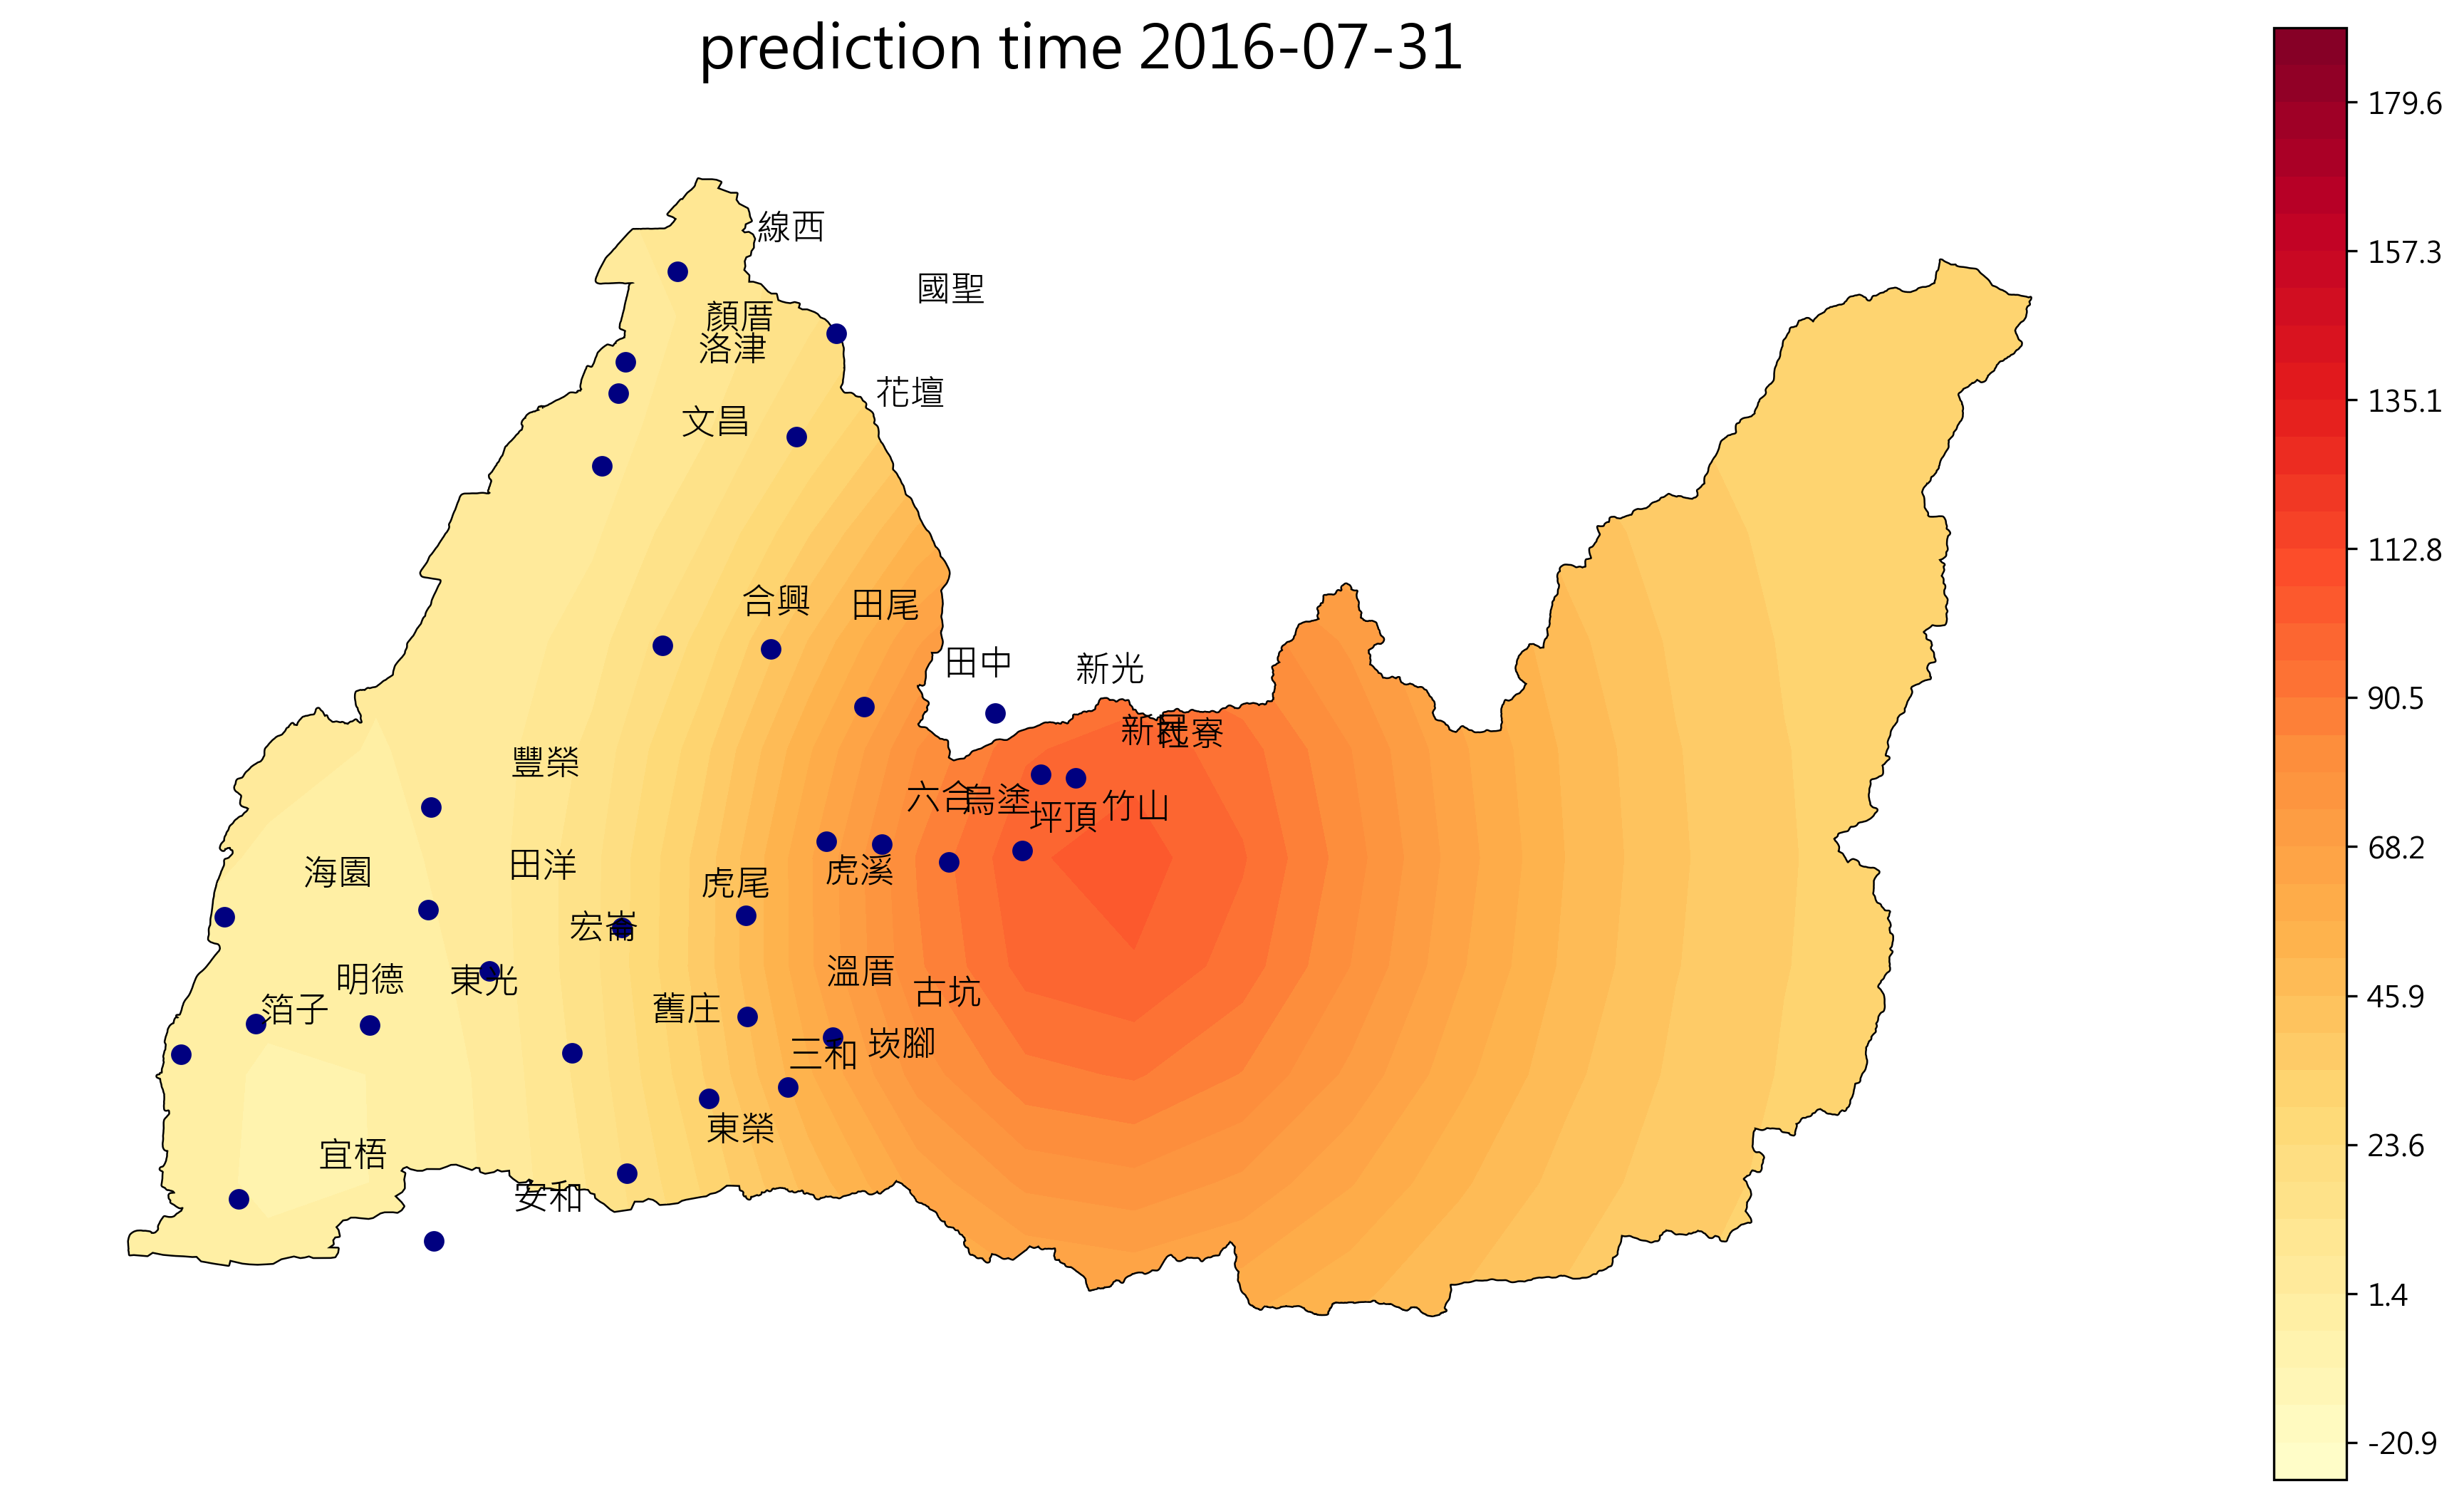 prediction time 2016-07-31
線西
國聖
顏厝
洛津
花壇
文昌
合興
田尾
田中
新光
新民
社寮
豐榮
六合
烏塗
坪頂
竹山
海園
田洋
虎尾
虎溪
宏崙
明德
東光
溫厝
古坑
箔子
舊庄
三和
崁腳
東榮
宜梧
安和
179.6
157.3
135.1
112.8
90.5
68.2
45.9
23.6
1.4
-20.9